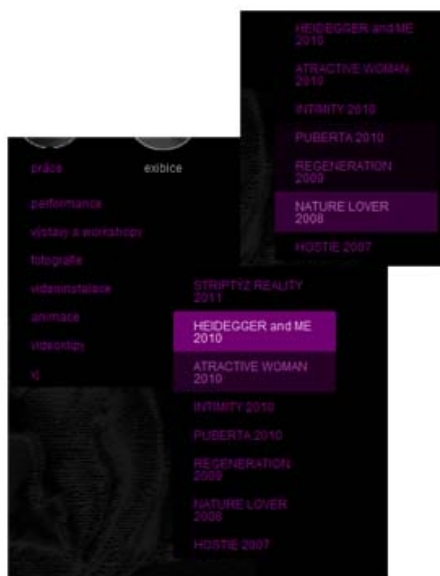 HEIDEGGER and ME
2010
ATRACTIVE WOMAN
2010
INTIMITY 2010
PUBERTA 2010
REGENERATION
2009
NATURE LOVER
2008
HOSTIE 2007
práce
exibice
performance
výstavy a workshopy
fotografie
videoinstalace
animace
videoklipy
vj
STRIPTÝZ REALITY
2011
HEIDEGGER and ME
2010
ATRACTIVE WOMAN
2010
INTIMITY 2010
PUBERTA 2010
REGENERATION
2009
NATURE LOVER
2008
HOSTIE 2007